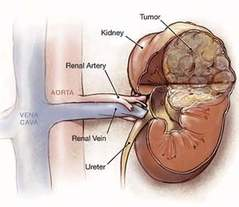 Tumor
Kidney
Renal Artery
AORTA
VENA
CAVA
Renal Vein
Ureter